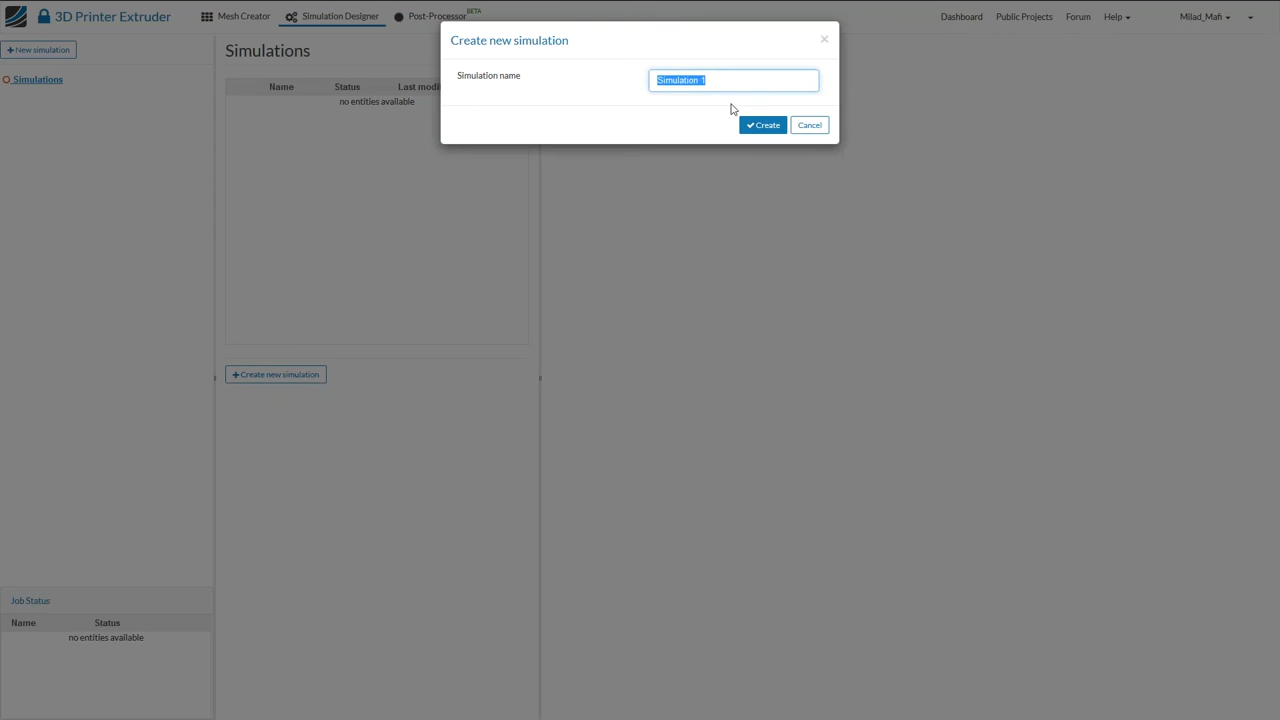 3D Printer Extruder
Mesh Creator
Simulation Designer
Post-Processor BETA
Dashboard
Public Projects
Forum
Help
Milad_Mafi
New simulation
Simulations
Simulations
Name Status Last modi
no entities available
Create new simulation
Create new simulation
×
Simulation name
Simulation 1
Create
Cancel
Job Status
Name Status
no entities available